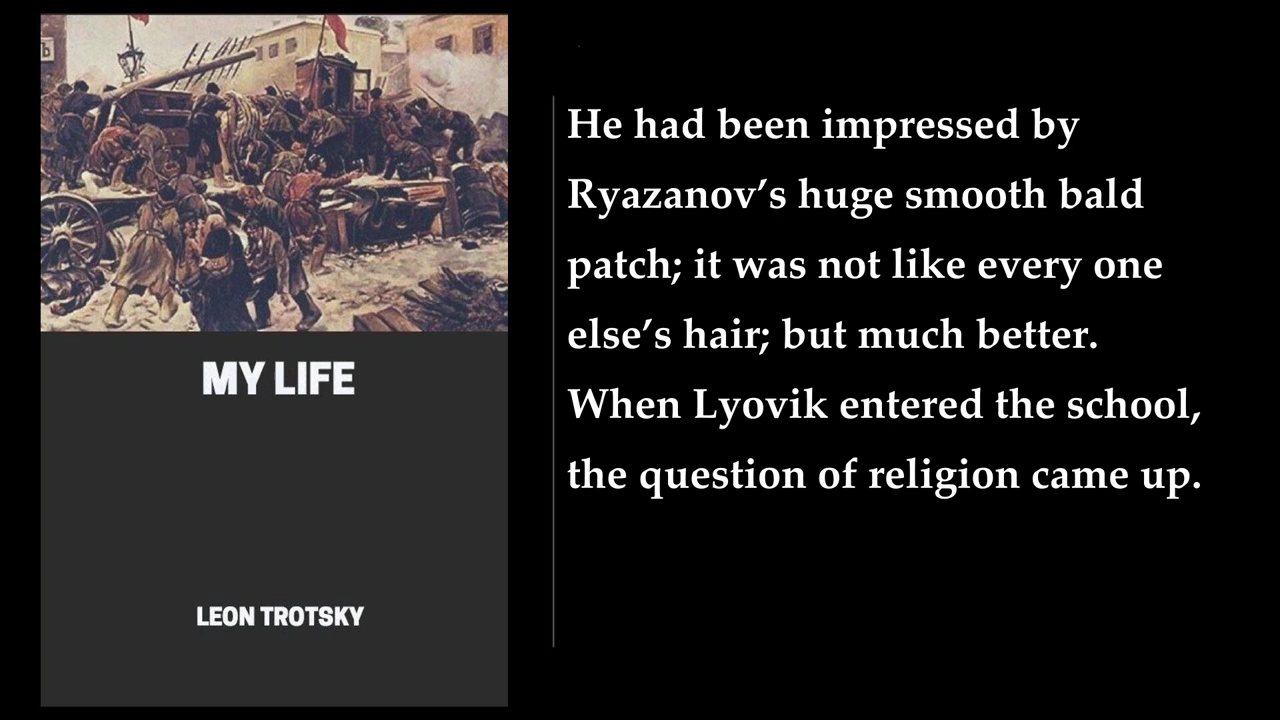 MY LIFE
LEON TROTSKY
He had been impressed by
Ryazanov’s huge smooth bald
patch; it was not like every one
else’s hair; but much better.
When Lyovik entered the school,
the question of religion came up.